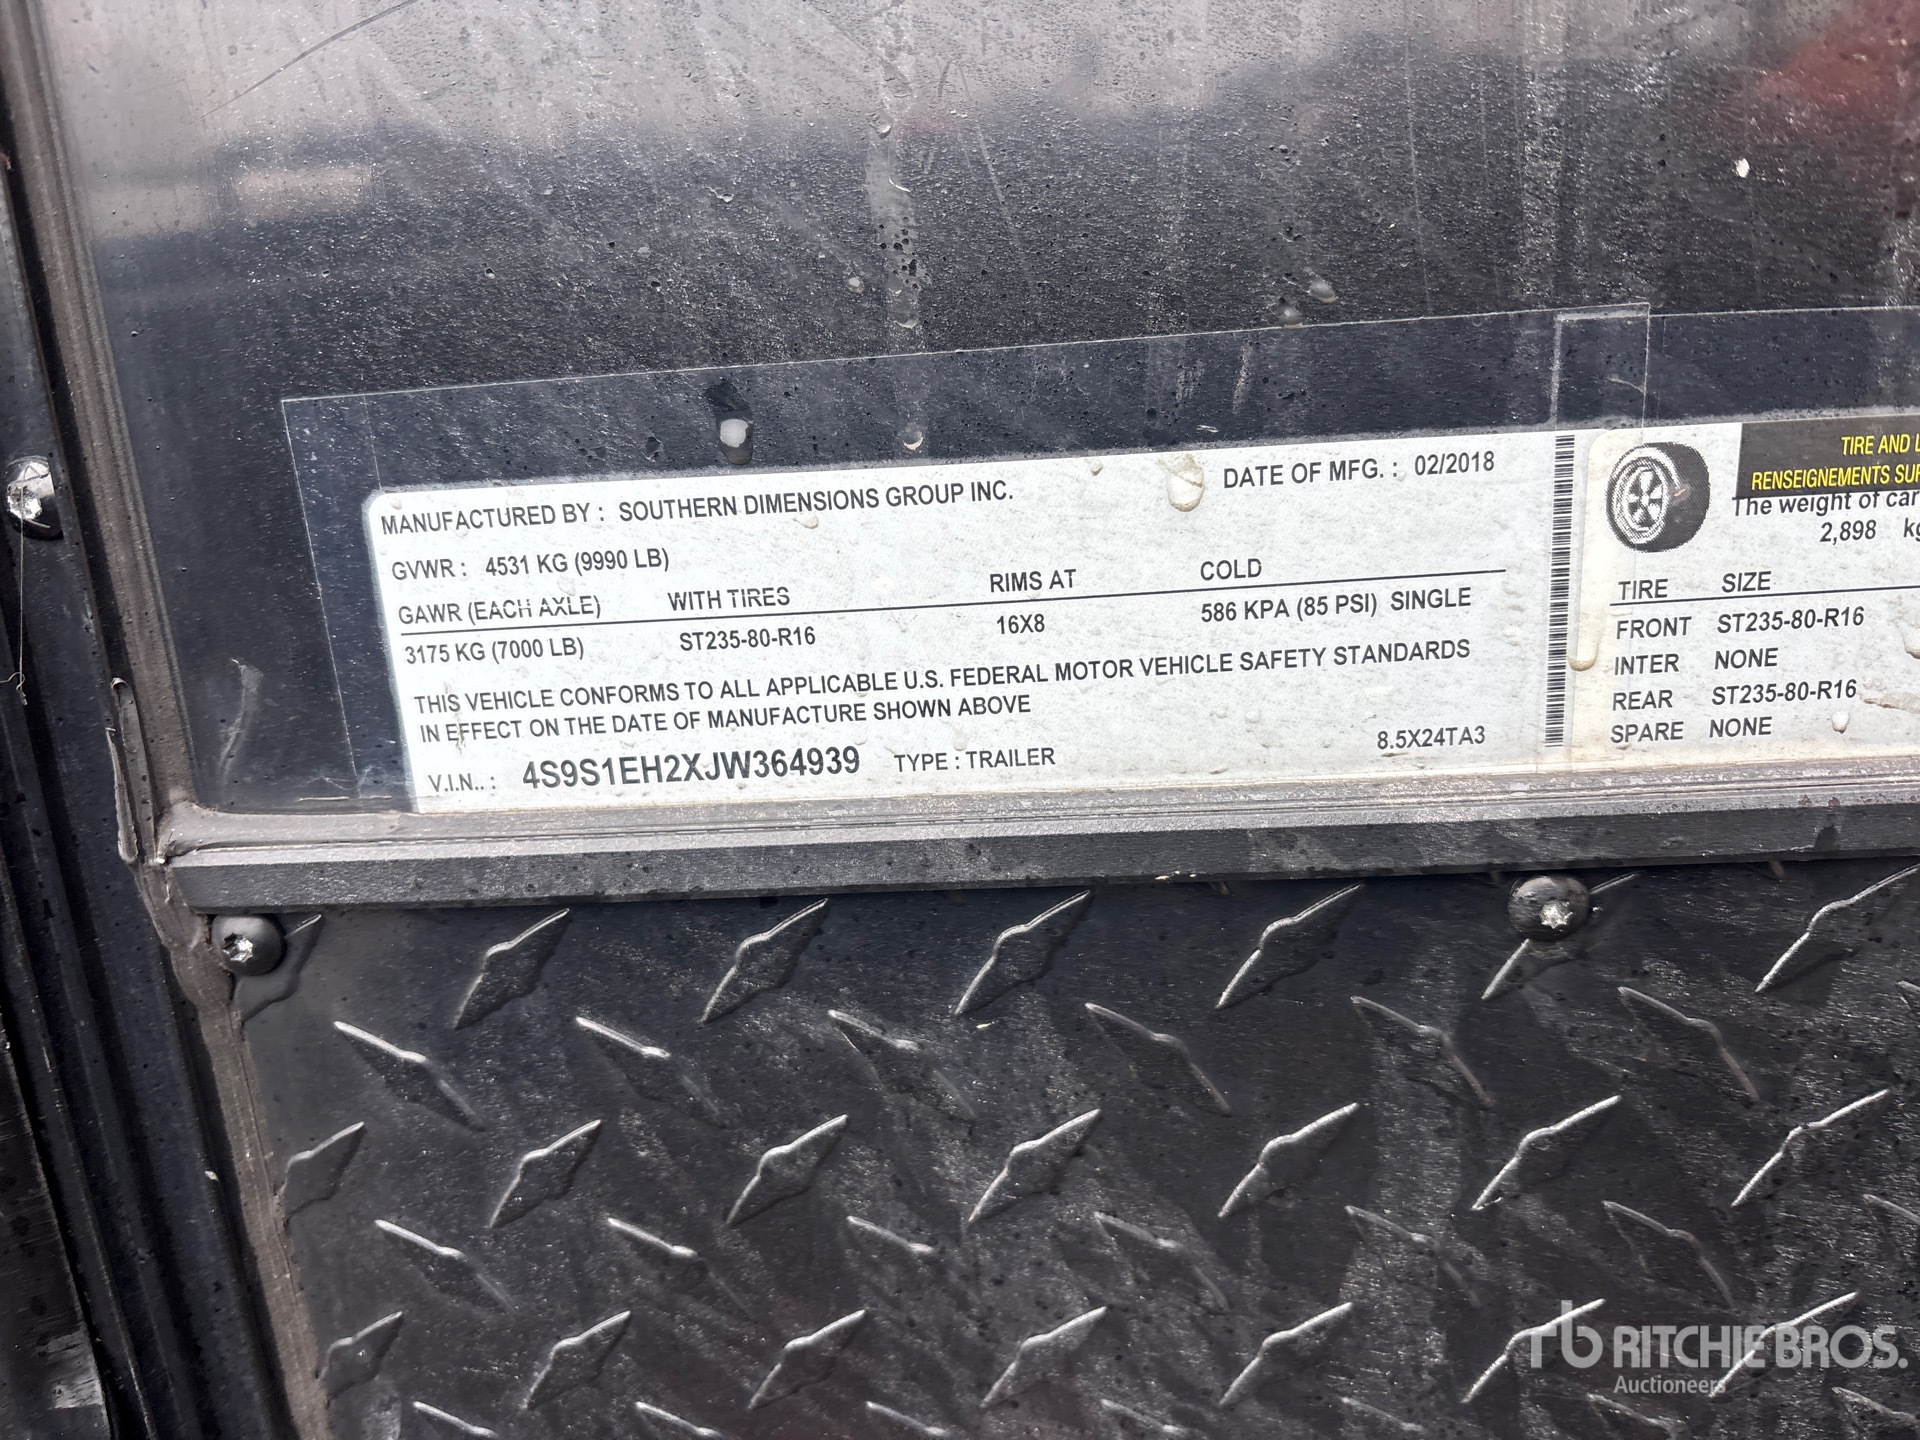 MANUFACTURED BY : SOUTHERN DIMENSIONS GROUP INC. DATE OF MFG. : 02/2018
GVWR : 4531 KG (9990 LB)
GAWR (EACH AXLE) WITH TIRES RIMS AT COLD
3175 KG (7000 LB) ST235-80-R16 16X8 586 KPA (85 PSI) SINGLE
THIS VEHICLE CONFORMS TO ALL APPLICABLE U.S. FEDERAL MOTOR VEHICLE SAFETY STANDARDS
IN EFFECT ON THE DATE OF MANUFACTURE SHOWN ABOVE
V.I.N.. : 4S9S1EH2XJW364939 TYPE : TRAILER 8.5X24TA3
TIRE AND
RENSEIGNEMENTS
The weight of
2,898 kg
TIRE SIZE
FRONT ST235-80-R16
INTER NONE
REAR ST235-80-R16
SPARE NONE
rb RITCHIE BROS.
Auctioneers